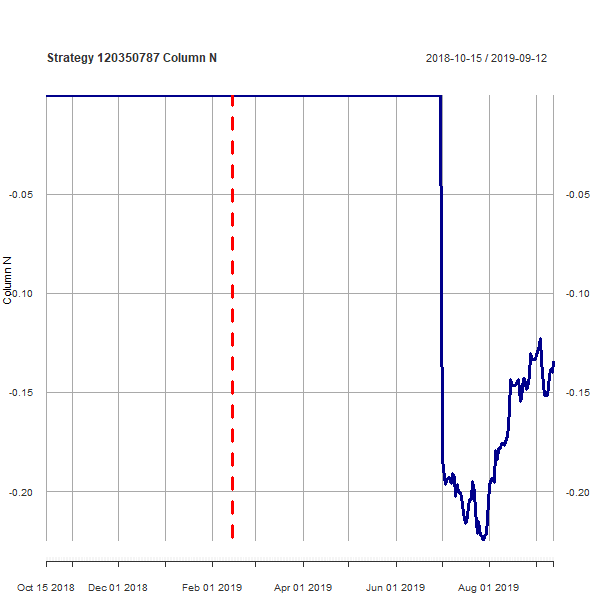 Strategy 120350787 Column N
2018-10-15 / 2019-09-12
-0.05
-0.05
-0.10
-0.10
-0.15
-0.15
-0.20
-0.20
Column N
Oct 15 2018
Dec 01 2018
Feb 01 2019
Apr 01 2019
Jun 01 2019
Aug 01 2019